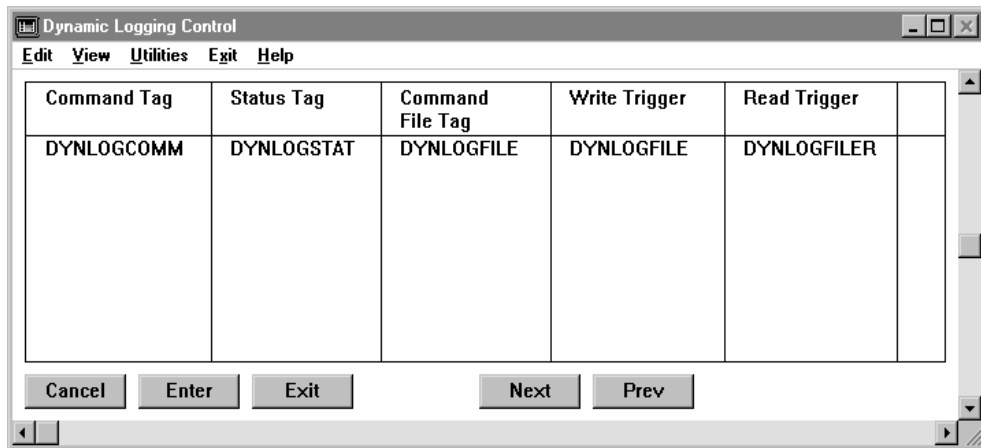 Dynamic Logging Control
Edit View Utilities Exit Help
Command Tag Status Tag Command File Tag Write Trigger Read Trigger
DYNLOGCOMM DYNLOGSTAT DYNLOGFILE DYNLOGFILE DYNLOGFILER
Cancel Enter Exit Next Prev